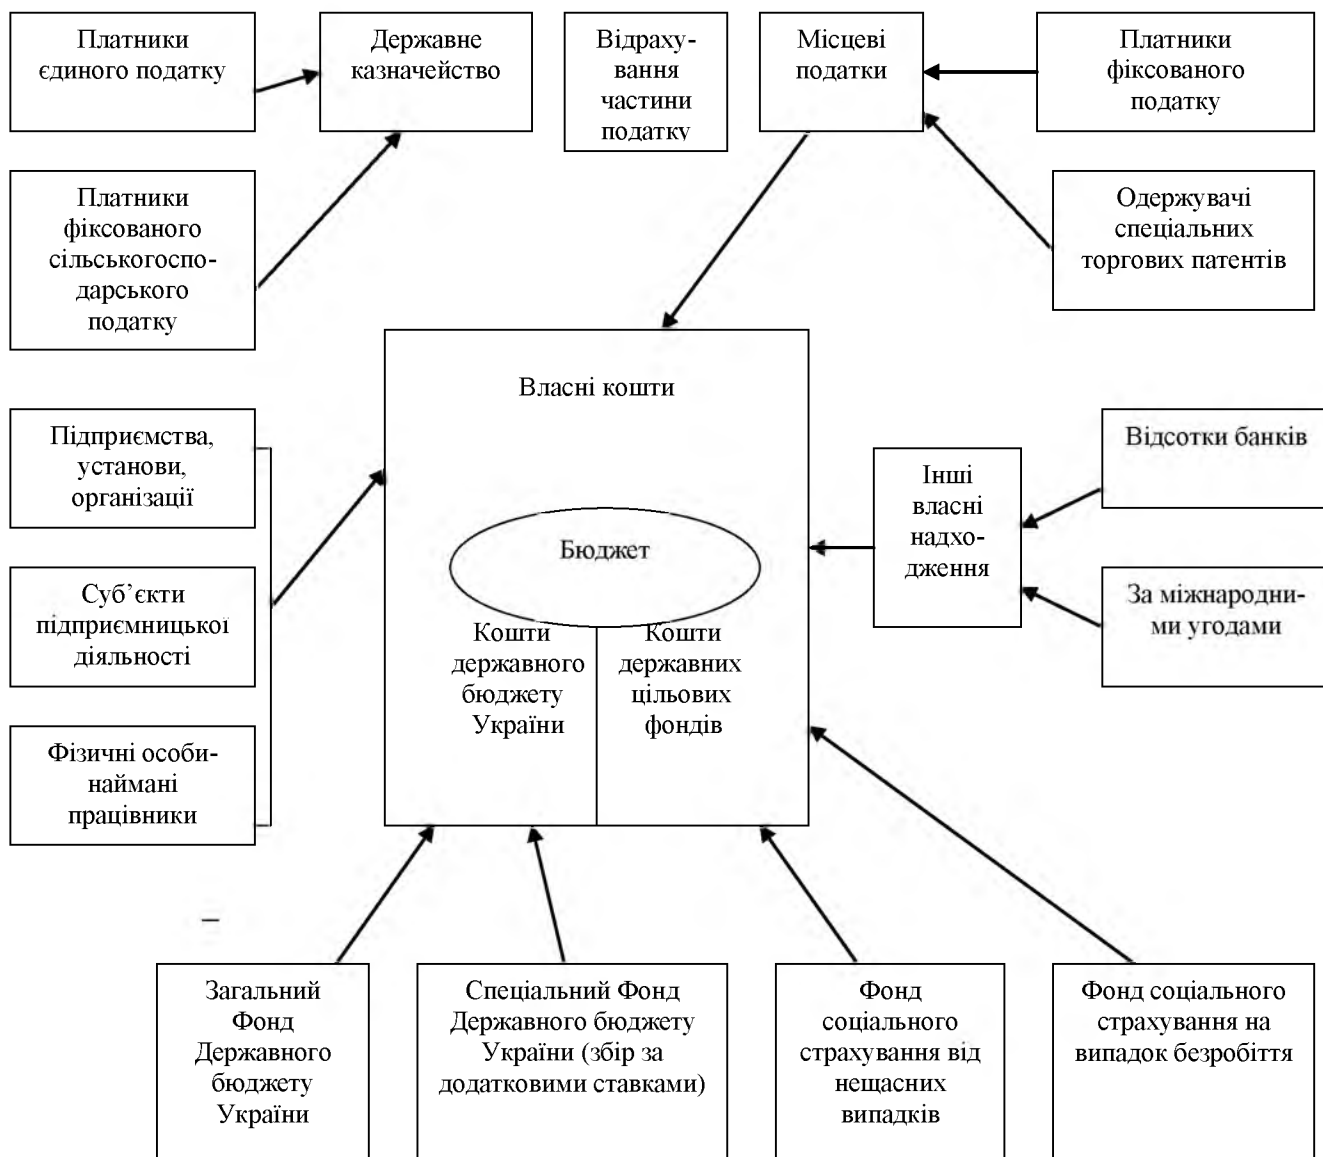 Платники
єдиного податку
Державне
казначейство
Відраху-
вання
частини
податку
Місцеві
податки
Платники
фіксованого
податку
Платники
фіксованого
сільськогоспо-
дарського
податку
Одержувачі
спеціальних
торгових патентів
Власні кошти
Підприємства,
установи,
організації
Інші
власні
надхо-
дження
Відсотки банків
Бюджет
Суб’єкти
підприємницької
діяльності
За міжнародни-
ми угодами
Кошти
державного
бюджету
України
Кошти
державних
цільових
фондів
Фізичні особи-
наймані
працівники
Загальний
Фонд
Державного
бюджету
України
Спеціальний Фонд
Державного бюджету
України (збір за
додатковими ставками)
Фонд
соціального
страхування від
нещасних
випадків
Фонд соціального
страхування на
випадок безробіття